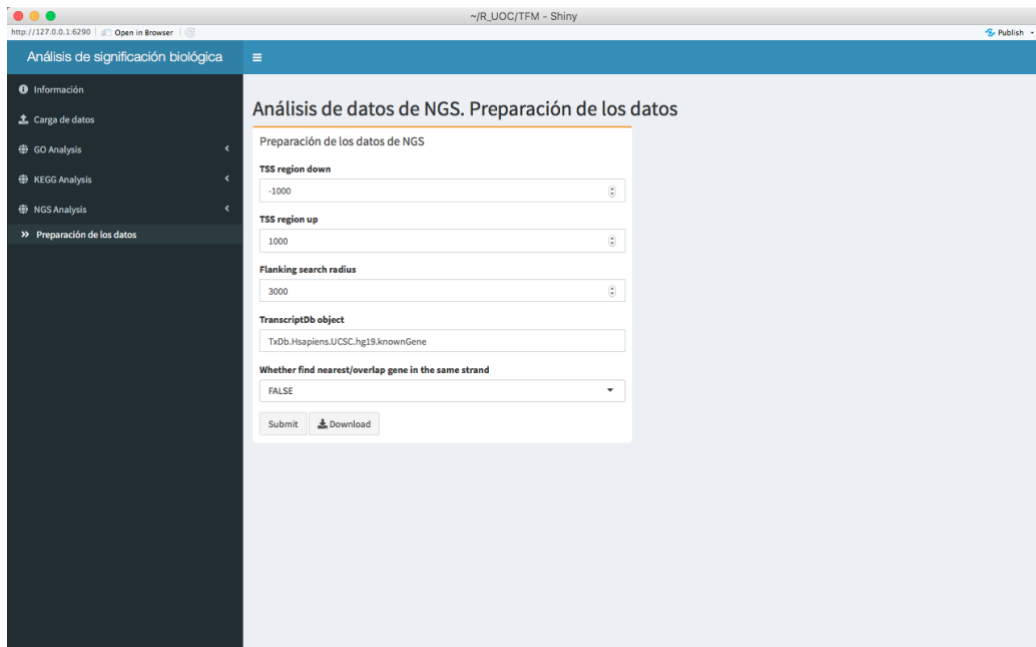 ~/R_UOC/TFM - Shiny
http://127.0.0.1:6290 Open in Browser Publish
Análisis de significación biológica
Información
Carga de datos
GO Analysis
KEGG Analysis
NGS Analysis
Preparación de los datos
Análisis de datos de NGS. Preparación de los datos
Preparación de los datos de NGS
TSS region down
-1000
TSS region up
1000
Flanking search radius
3000
TranscriptDb object
TxDb.Hsapiens.UCSC.hg19.knownGene
Whether find nearest/overlap gene in the same strand
FALSE
Submit Download